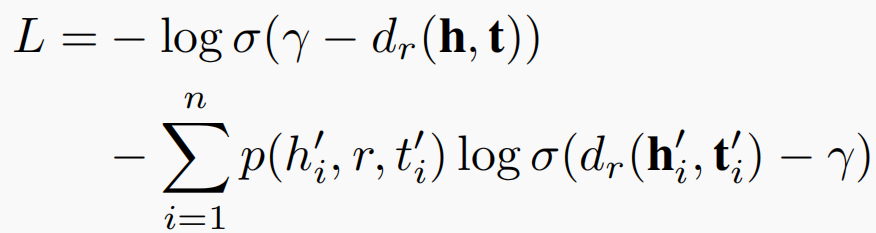 L = − log σ(γ − d_r(𝐡, 𝐭))
− ∑_{i=1}^{n} p(h′_i, r, t′_i) log σ(d_r(𝐡′_i, 𝐭′_i) − γ)